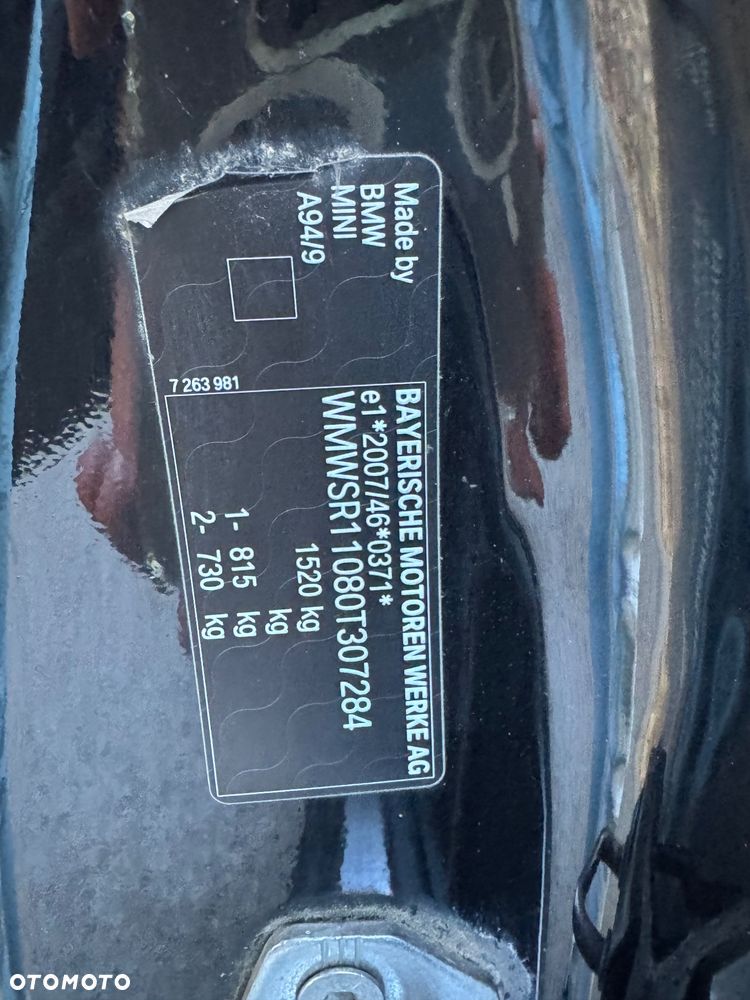 Made by
BMW
MINI
A94/9
7 263 981
BAYERISCHE MOTOREN WERKE AG
e1*2007/46*0371*
WMWSR11080T307284
1520 kg
kg
1- 815 kg
2- 730 kg
OTOMOTO